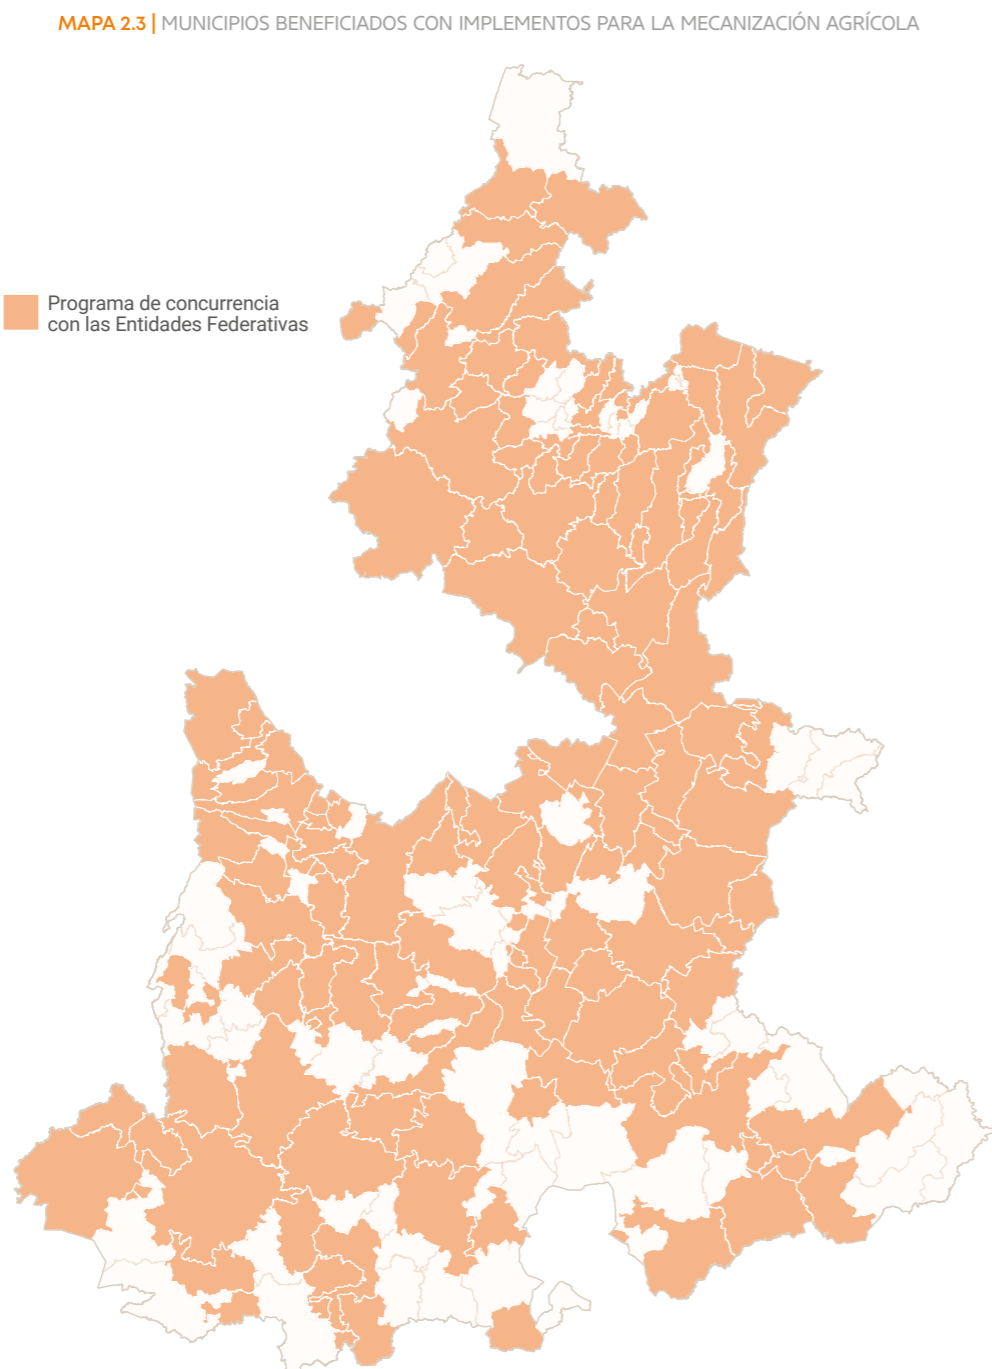 MAPA 2.3 | MUNICIPIOS BENEFICIADOS CON IMPLEMENTOS PARA LA MECANIZACIÓN AGRÍCOLA
Programa de concurrencia
con las Entidades Federativas